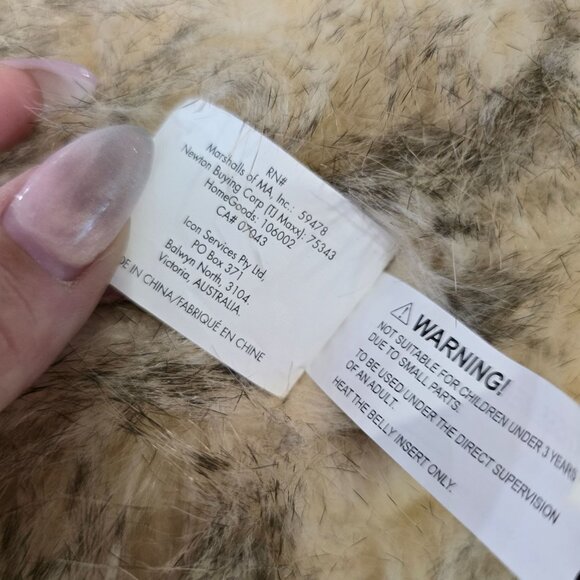 RN#
Marshalls of MA, Inc.: 59478
Newton Buying Corp (TJ Maxx): 75343
HomeGoods: 106002
CA# 07043
Icon Services Pty Ltd,
PO Box 371
Balwyn North, 3104.
Victoria, AUSTRALIA.
DE IN CHINA/FABRIQUÉ EN CHINE
⚠ WARNING!
NOT SUITABLE FOR CHILDREN UNDER 3 YEARS
DUE TO SMALL PARTS.
TO BE USED UNDER THE DIRECT SUPERVISION
OF AN ADULT.
HEAT THE BELLY INSERT ONLY.